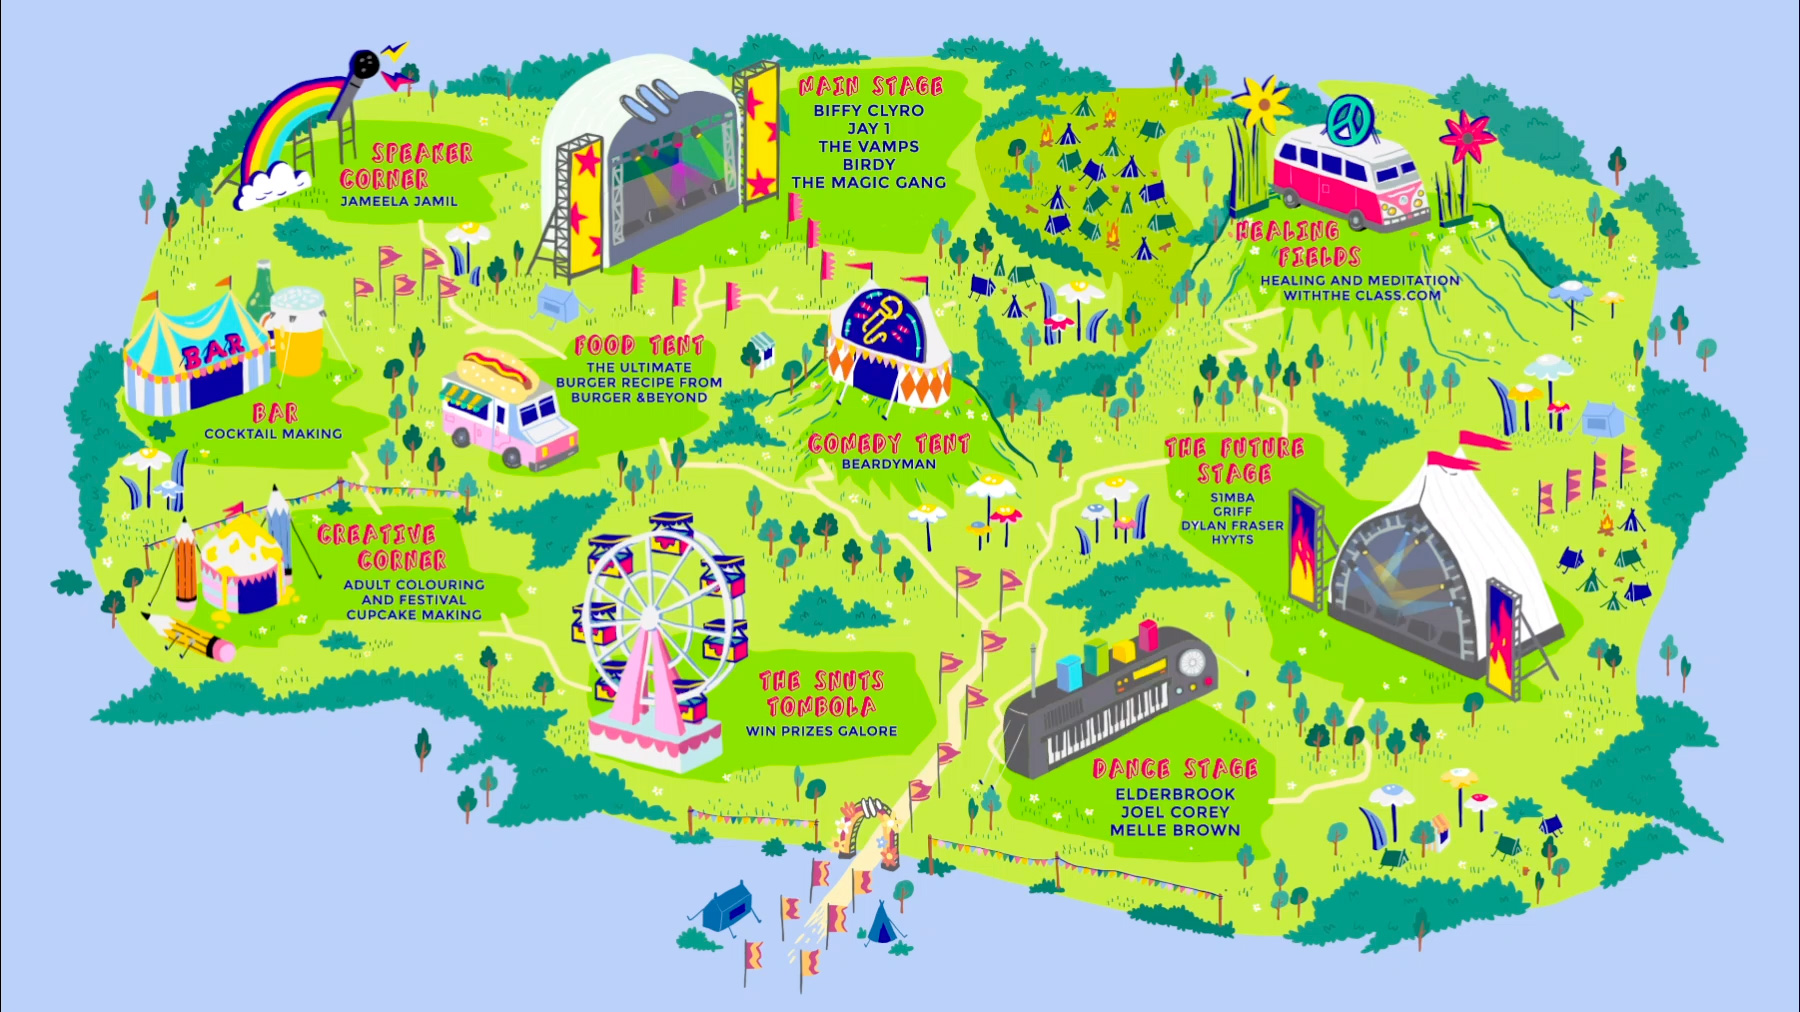 SPEAKER
CORNER
JAMEELA JAMIL
MAIN STAGE
BIFFY CLYRO
JAY 1
THE VAMPS
BIRDY
THE MAGIC GANG
HEALING
FIELDS
HEALING AND MEDITATION
WITHTHE CLASS.COM
BAR
BAR
COCKTAIL MAKING
FOOD TENT
THE ULTIMATE
BURGER RECIPE FROM
BURGER &BEYOND
COMEDY TENT
BEARDYMAN
THE FUTURE
STAGE
S1MBA
GRIFF
DYLAN FRASER
HYYTS
CREATIVE
CORNER
ADULT COLOURING
AND FESTIVAL
CUPCAKE MAKING
THE SNUTS
TOMBOLA
WIN PRIZES GALORE
DANCE STAGE
ELDERBROOK
JOEL COREY
MELLE BROWN